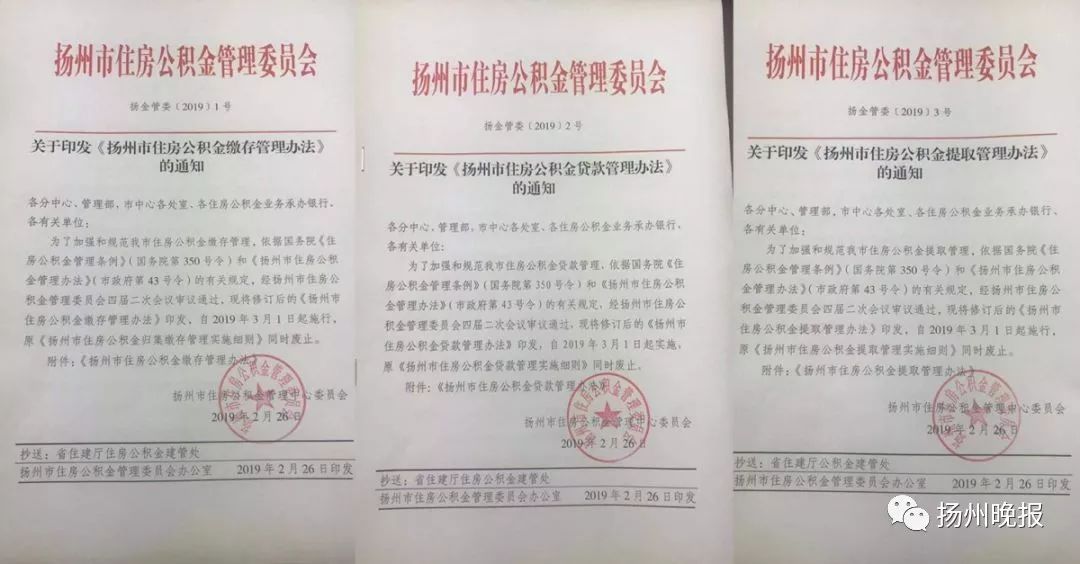 扬州市住房公积金管理委员会
扬金管委〔2019〕1号
关于印发《扬州市住房公积金缴存管理办法》
的通知
各分中心、管理部，市中心各处室、各住房公积金业务承办银行、
各有关单位：
为了加强和规范我市住房公积金缴存管理，依据国务院《住
房公积金管理条例》（国务院第350号令）和《扬州市住房公积
金管理办法》（市政府第43号令）的有关规定，经扬州市住房公
积金管理委员会四届二次会议审议通过，现将修订后的《扬州市
住房公积金缴存管理办法》印发，自2019年3月1日起施行，
原《扬州市住房公积金归集缴存管理实施细则》同时废止。
附件：《扬州市住房公积金缴存管理办法》
扬州市住房公积金管理中心委员会
2019年2月26日
抄送：省住建厅住房公积金建管处
扬州市住房公积金管理委员会办公室 2019年2月26日印发
扬州市住房公积金管理委员会
扬金管委〔2019〕2号
关于印发《扬州市住房公积金贷款管理办法》
的通知
各分中心、管理部，市中心各处室、各住房公积金业务承办银行、
各有关单位：
为了加强和规范我市住房公积金贷款管理，依据国务院《住
房公积金管理条例》（国务院第350号令）和《扬州市住房公积
金管理办法》（市政府第43号令）的有关规定，经扬州市住房公
积金管理委员会四届二次会议审议通过，现将修订后的《扬州市
住房公积金贷款管理办法》印发，自2019年3月1日起实施，
原《扬州市住房公积金贷款管理实施细则》同时废止。
附件：《扬州市住房公积金贷款管理办法》
扬州市住房公积金管理中心委员会
2019年2月26日
抄送：省住建厅住房公积金建管处
扬州市住房公积金管理委员会办公室 2019年2月26日印发
扬州市住房公积金管理委员会
扬金管委〔2019〕3号
关于印发《扬州市住房公积金提取管理办法》
的通知
各分中心、管理部，市中心各处室、各住房公积金业务承办银行、
各有关单位：
为了加强和规范我市住房公积金提取管理，依据国务院《住
房公积金管理条例》（国务院第350号令）和《扬州市住房公积
金管理办法》（市政府第43号令）的有关规定，经扬州市住房公
积金管理委员会四届二次会议审议通过，现将修订后的《扬州市
住房公积金提取管理办法》印发，自2019年3月1日起施行，
原《扬州市住房公积金提取管理实施细则》同时废止。
附件：《扬州市住房公积金提取管理办法》
扬州市住房公积金管理中心委员会
2019年2月26日
抄送：省住建厅公积金建管处
扬州市住房公积金管理委员会办公室 2019年2月26日印发
扬州晚报